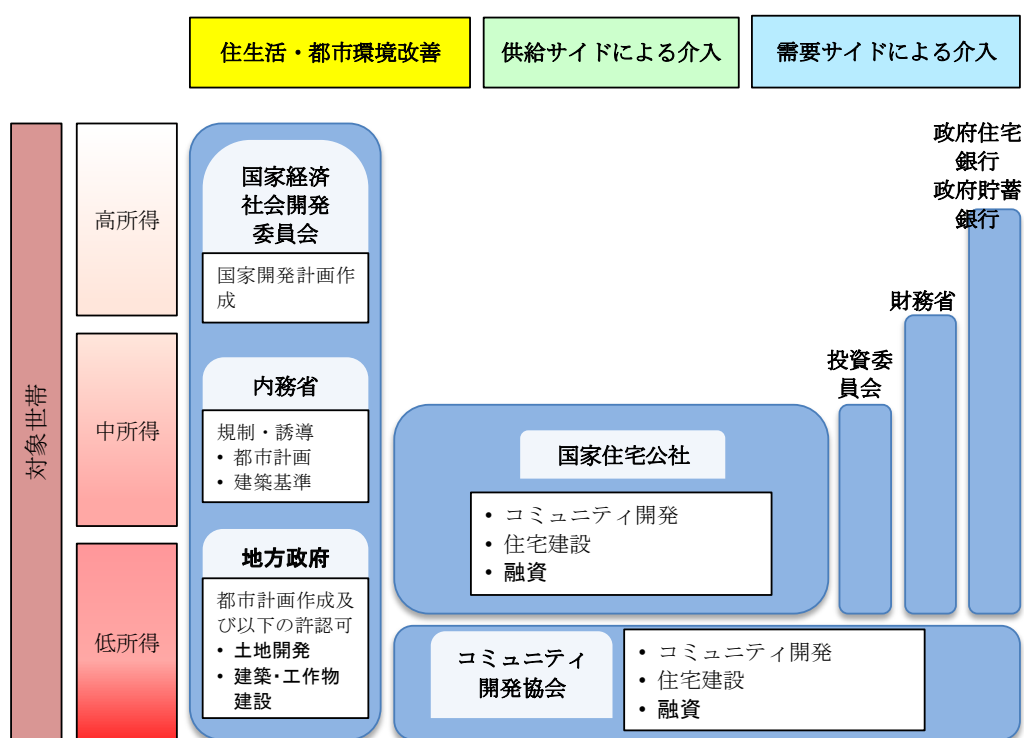 住生活・都市環境改善
供給サイドによる介入
需要サイドによる介入
対象世帯
高所得
中所得
低所得
国家経済
社会開発
委員会
国家開発計画作
成
内務省
規制・誘導
• 都市計画
• 建築基準
地方政府
都市計画作成及
び以下の許認可
• 土地開発
• 建築・工作物
建設
国家住宅公社
• コミュニティ開発
• 住宅建設
• 融資
コミュニティ
開発協会
• コミュニティ開発
• 住宅建設
• 融資
投資委
員会
財務省
政府住宅
銀行
政府貯蓄
銀行